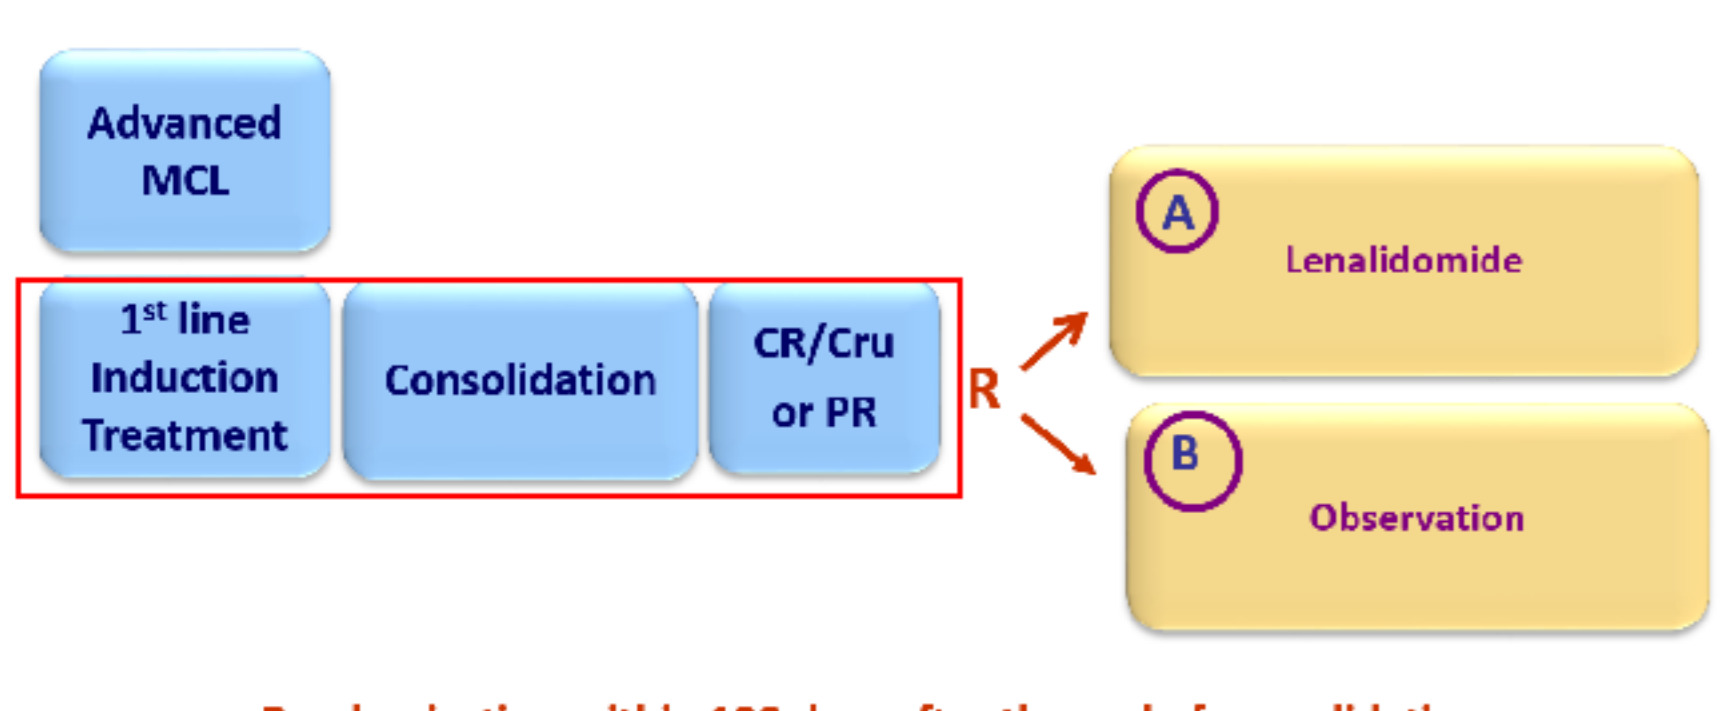 Advanced
MCL
1st line
Induction
Treatment
Consolidation
CR/Cru
or PR
R
A
Lenalidomide
B
Observation